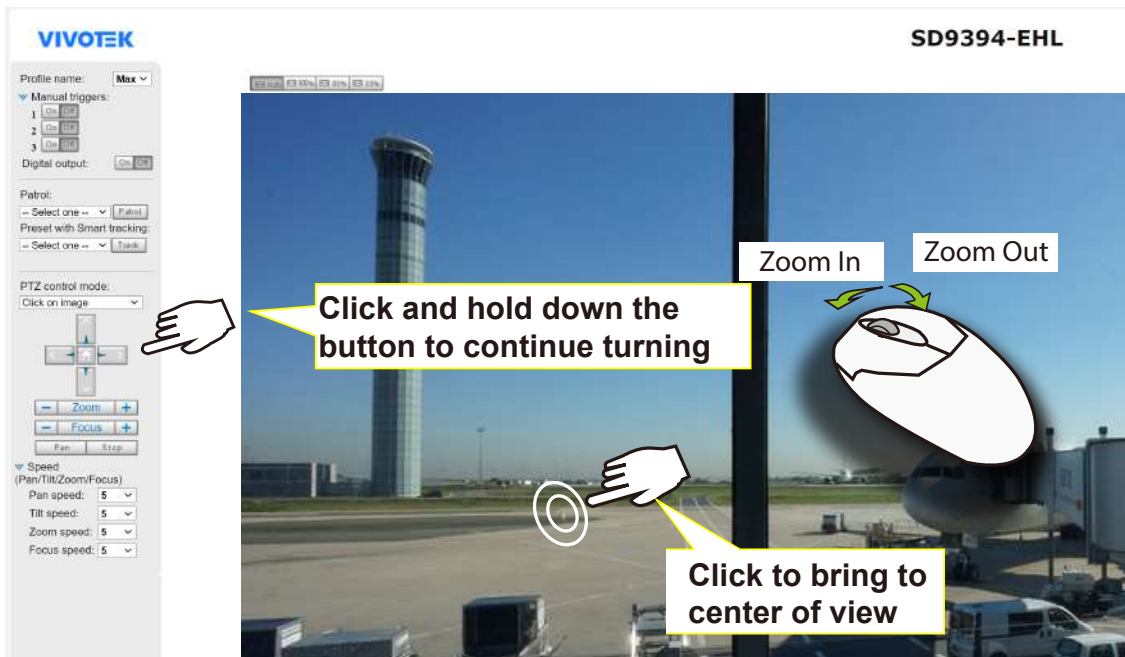 VIVOTEK
SD9394-EHL
Profile name: Max
Auto 100% 50% 25%
Manual triggers:
1 On Off
2 On Off
3 On Off
Digital output: On Off
Patrol:
-- Select one -- Patrol
Preset with Smart tracking:
-- Select one -- Track
Zoom In
Zoom Out
PTZ control mode:
Click on image
Click and hold down the
button to continue turning
− Zoom +
− Focus +
Pan Stop
Speed
(Pan/Tilt/Zoom/Focus)
Pan speed: 5
Tilt speed: 5
Zoom speed: 5
Focus speed: 5
Click to bring to
center of view